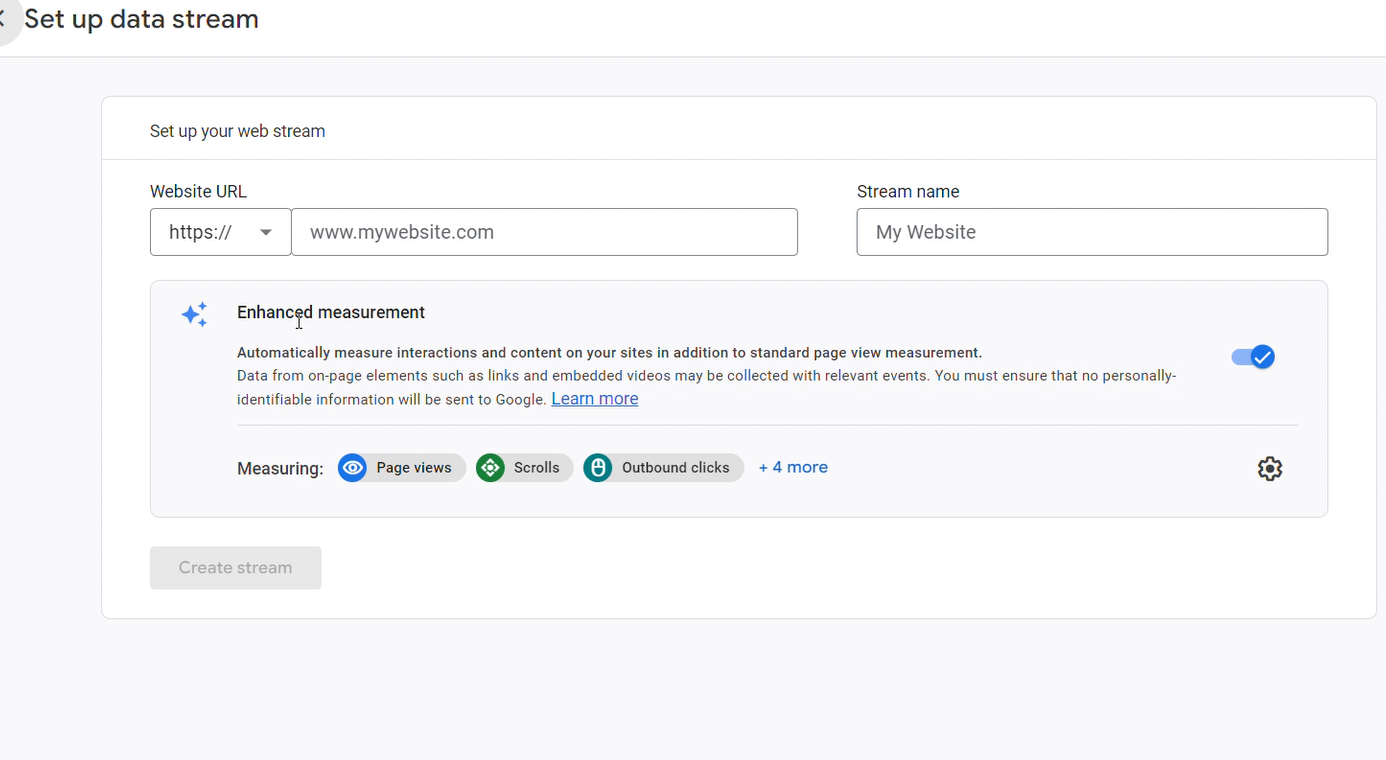 Set up data stream
Set up your web stream
Website URL
Stream name
https://
www.mywebsite.com
My Website
Enhanced measurement
Automatically measure interactions and content on your sites in addition to standard page view measurement.
Data from on-page elements such as links and embedded videos may be collected with relevant events. You must ensure that no personally-
identifiable information will be sent to Google. Learn more
Measuring: Page views Scrolls Outbound clicks + 4 more
Create stream